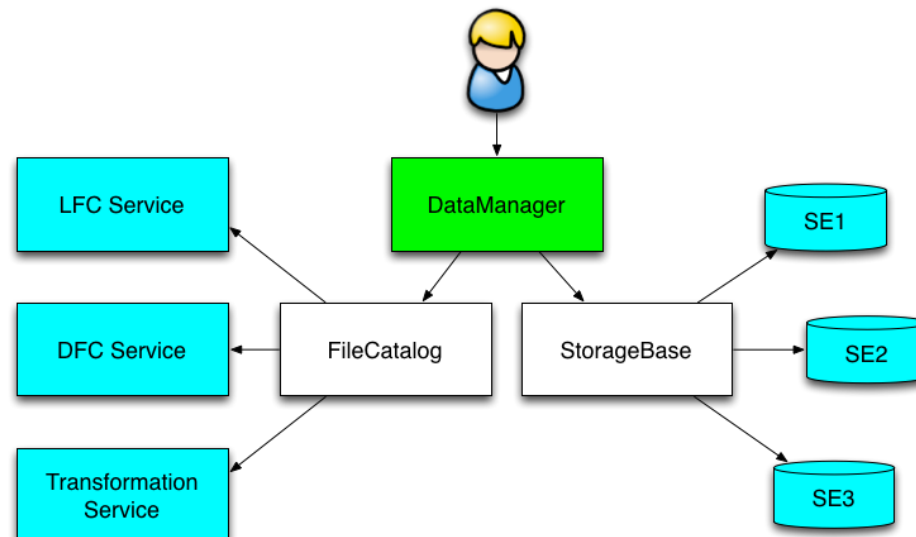 LFC Service
DataManager
SE1
DFC Service
FileCatalog
StorageBase
SE2
Transformation
Service
SE3